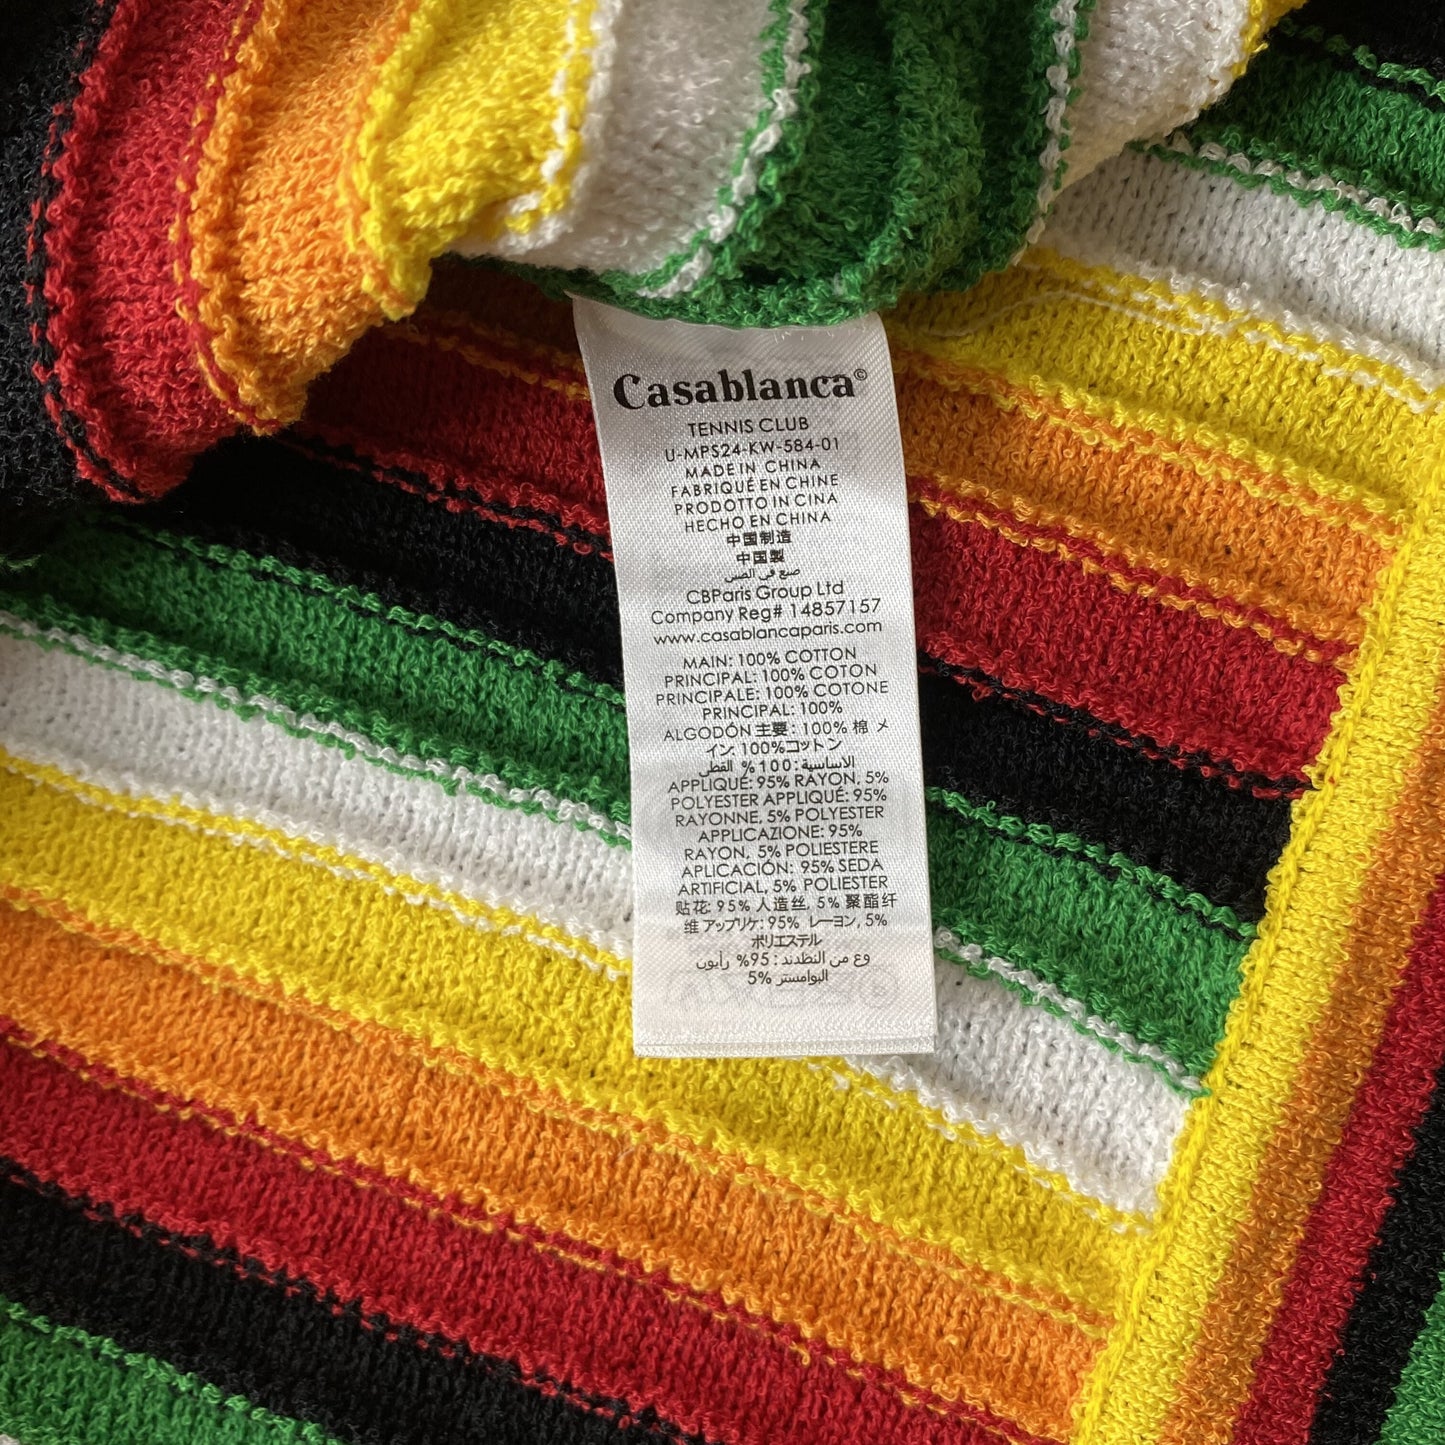 Casablanca©
TENNIS CLUB
U-MPS24-KW-584-01
MADE IN CHINA
FABRIQUÉ EN CHINE
PRODOTTO IN CINA
HECHO EN CHINA
中国制造
中国製
صنع في الصين
CBParis Group Ltd
Company Reg# 14857157
www.casablancaparis.com
MAIN: 100% COTTON
PRINCIPAL: 100% COTON
PRINCIPALE: 100% COTONE
PRINCIPAL: 100%
ALGODÓN 主要: 100% 棉 メ
イン: 100%コットン
الاساسية: 100% القطن
APPLIQUÉ: 95% RAYON, 5%
POLYESTER APPLIQUÉ: 95%
RAYONNE, 5% POLYESTER
APPLICAZIONE: 95%
RAYON, 5% POLIESTERE
APLICACIÓN: 95% SEDA
ARTIFICIAL, 5% POLIESTER
贴花: 95% 人造丝, 5% 聚酯纤
维 アップリケ: 95% レーヨン, 5%
ポリエステル
95% رأيون
5%